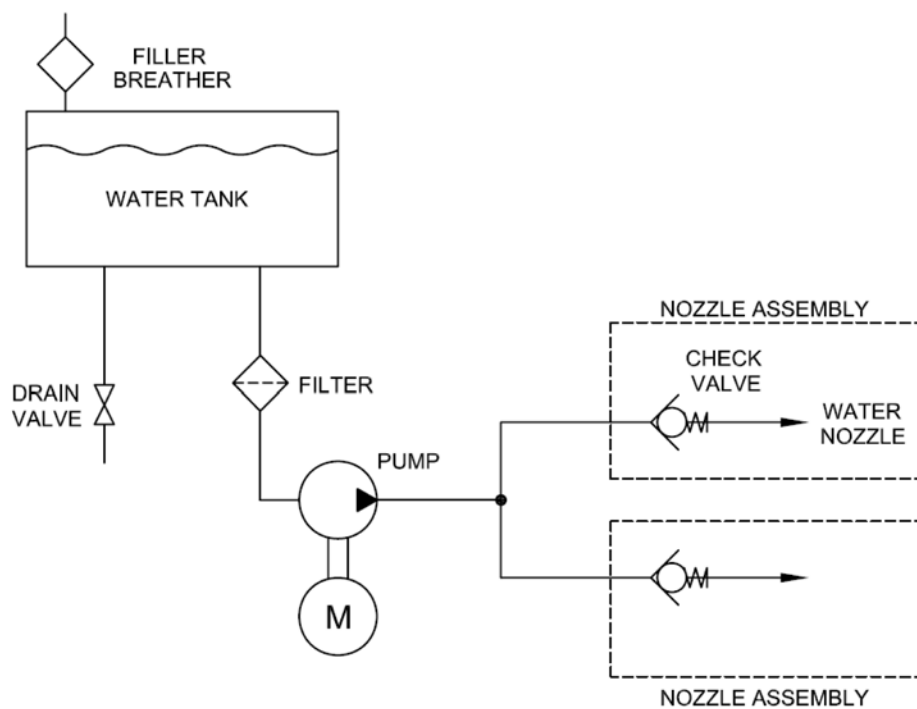 FILLER
BREATHER
WATER TANK
NOZZLE ASSEMBLY
CHECK
VALVE
DRAIN
VALVE
FILTER
WATER
NOZZLE
PUMP
M
NOZZLE ASSEMBLY